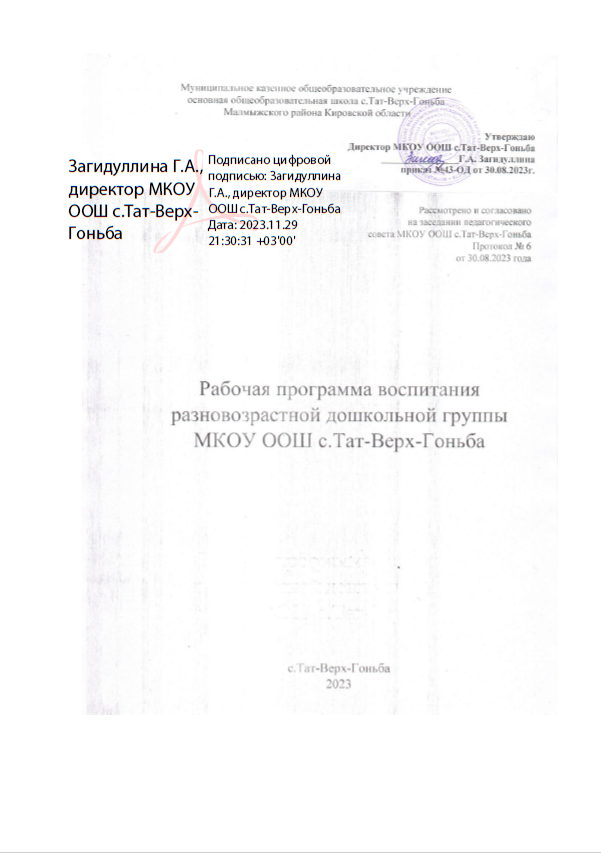 Муниципальное казенное общеобразовательное учреждение
основная общеобразовательная школа с.Тат-Верх-Гоньба
Малмыжского района Кировской области
Утверждаю
Директор МКОУ ООШ с.Тат-Верх-Гоньба
Г.А. Загидуллина
приказ №43-ОД от 30.08.2023г.
Загидуллина Г.А.,
директор МКОУ
ООШ с.Тат-Верх-
Гоньба
Подписано цифровой
подписью: Загидуллина
Г.А., директор МКОУ
ООШ с.Тат-Верх-Гоньба
Дата: 2023.11.29
21:30:31 +03'00'
Рассмотрено и согласовано
на заседании педагогического
совета МКОУ ООШ с.Тат-Верх-Гоньба
Протокол № 6
от 30.08.2023 года
Рабочая программа воспитания
разновозрастной дошкольной группы
МКОУ ООШ с.Тат-Верх-Гоньба
с.Тат-Верх-Гоньба
2023